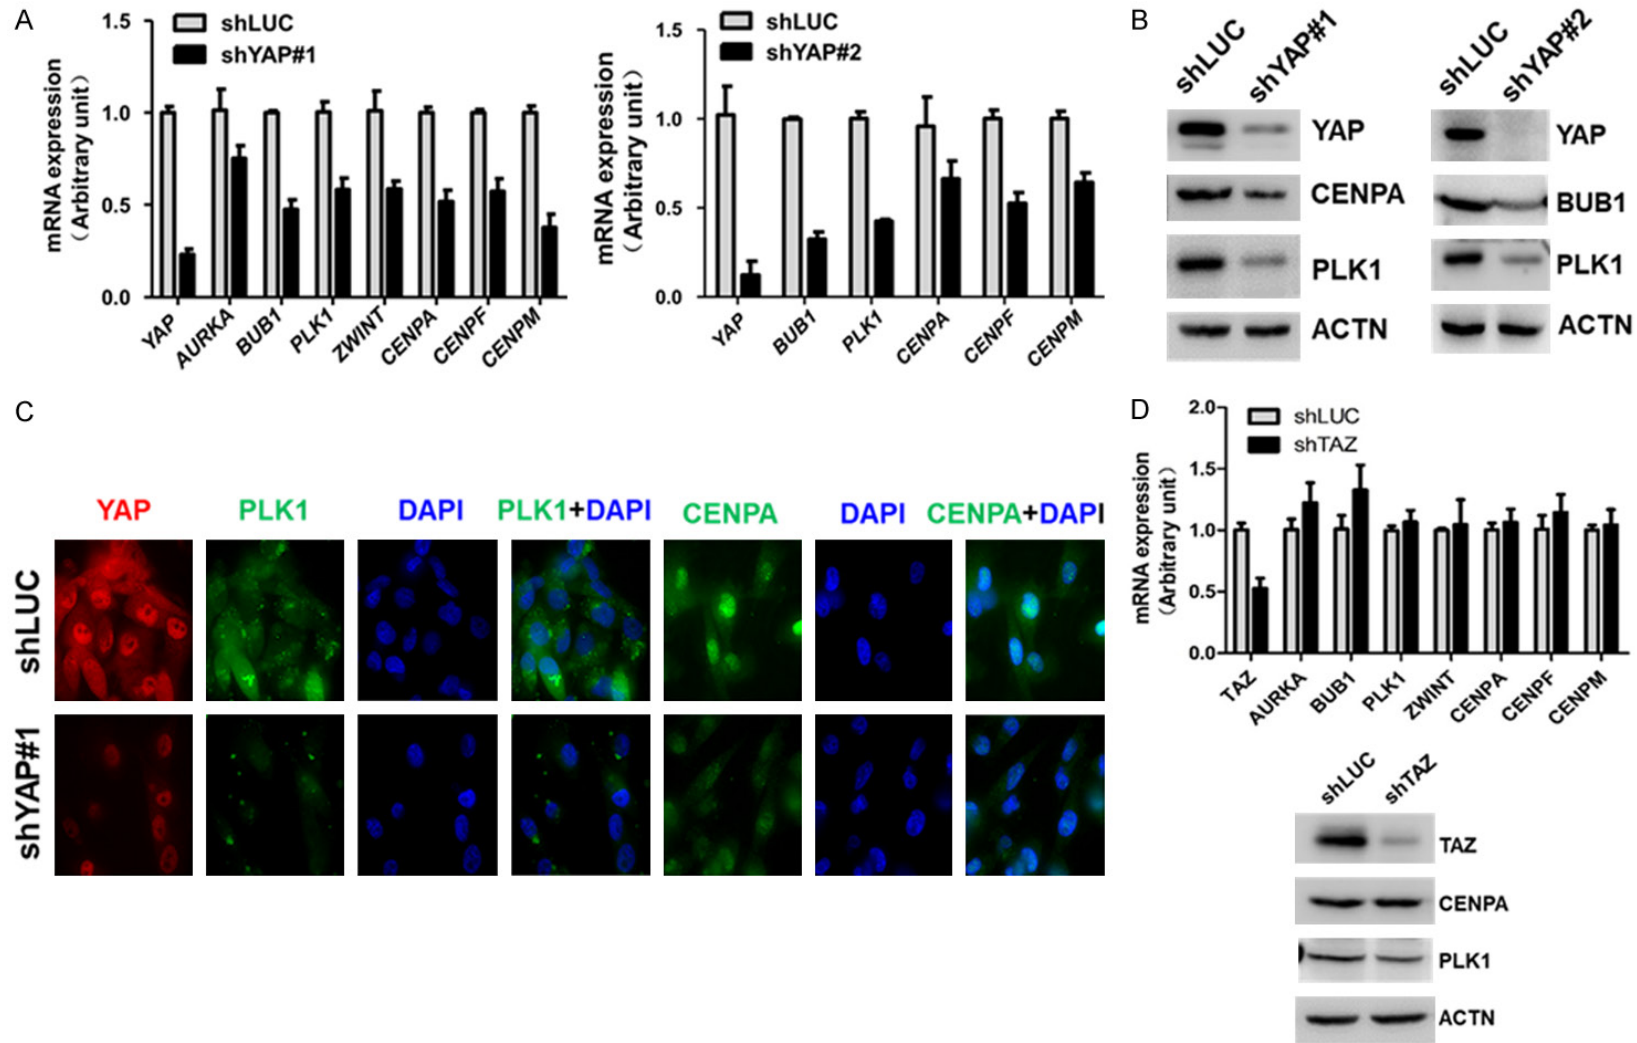 A
1.5
1.0
0.5
0.0
mRNA expression
(Arbitrary unit)
shLUC
shYAP#1
YAP
AURKA
BUB1
PLK1
ZWINT
CENPA
CENPF
CENPM
1.5
1.0
0.5
0.0
mRNA expression
(Arbitrary unit)
shLUC
shYAP#2
YAP
BUB1
PLK1
CENPA
CENPF
CENPM
B
shLUC
shYAP#1
YAP
CENPA
PLK1
ACTN
shLUC
shYAP#2
YAP
BUB1
PLK1
ACTN
C
YAP PLK1 DAPI PLK1+DAPI CENPA DAPI CENPA+DAPI
shLUC
shYAP#1
D
2.0
1.5
1.0
0.5
0.0
mRNA expression
(Arbitrary unit)
shLUC
shTAZ
TAZ
AURKA
BUB1
PLK1
ZWINT
CENPA
CENPF
CENPM
shLUC
shTAZ
TAZ
CENPA
PLK1
ACTN